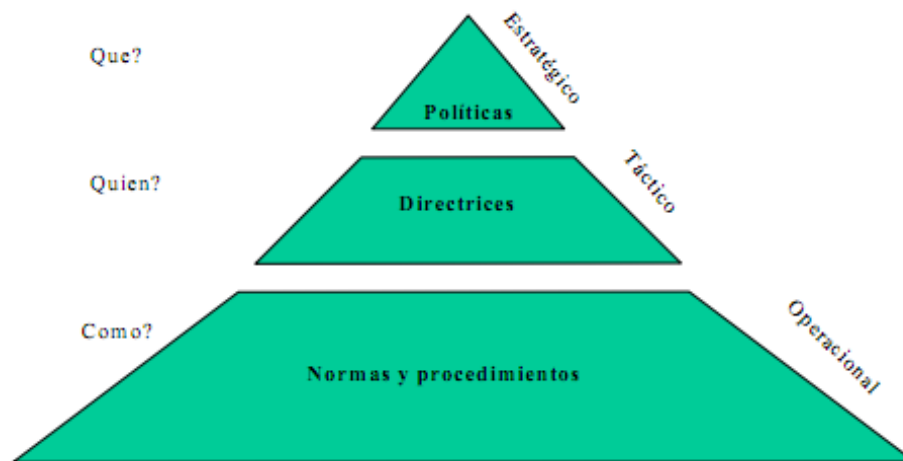 Que?
Estratégico
Políticas
Quien?
Táctico
Directrices
Como?
Operacional
Normas y procedimientos